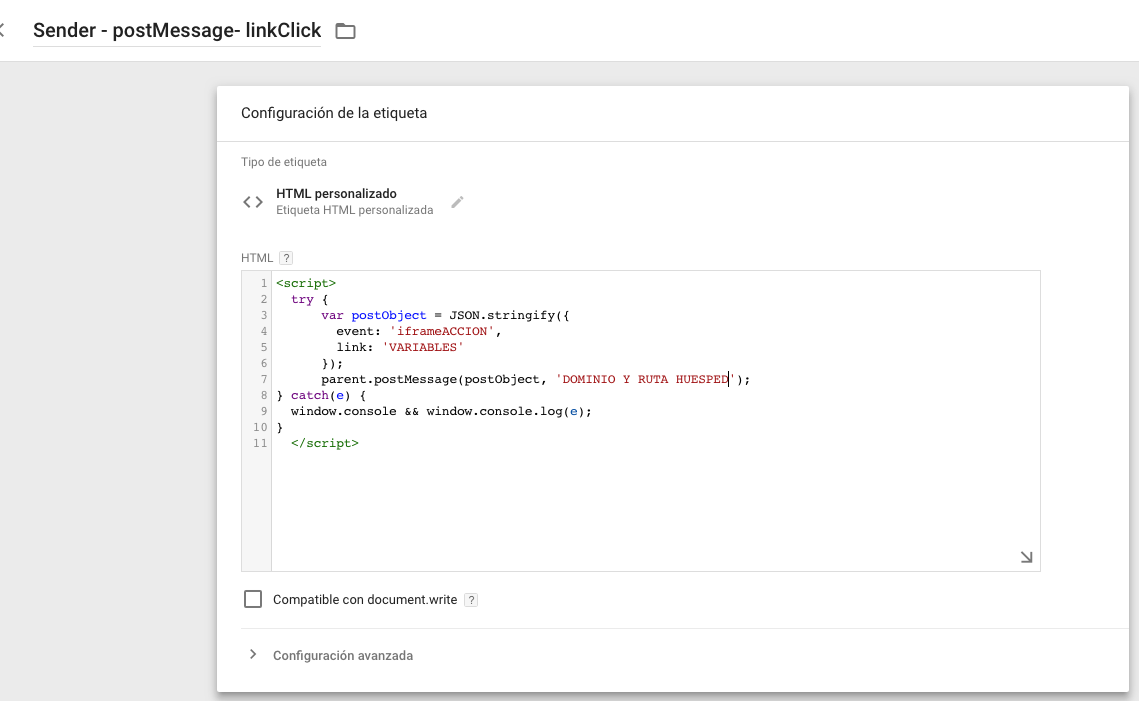 Sender - postMessage- linkClick
Configuración de la etiqueta
Tipo de etiqueta
HTML personalizado
Etiqueta HTML personalizada
HTML ?
1 <script>
2 try {
3 var postObject = JSON.stringify({
4 event: 'iframeACCION',
5 link: 'VARIABLES'
6 });
7 parent.postMessage(postObject, 'DOMINIO Y RUTA HUESPED');
8 } catch(e) {
9 window.console && window.console.log(e);
10 }
11 </script>
Compatible con document.write ?
Configuración avanzada